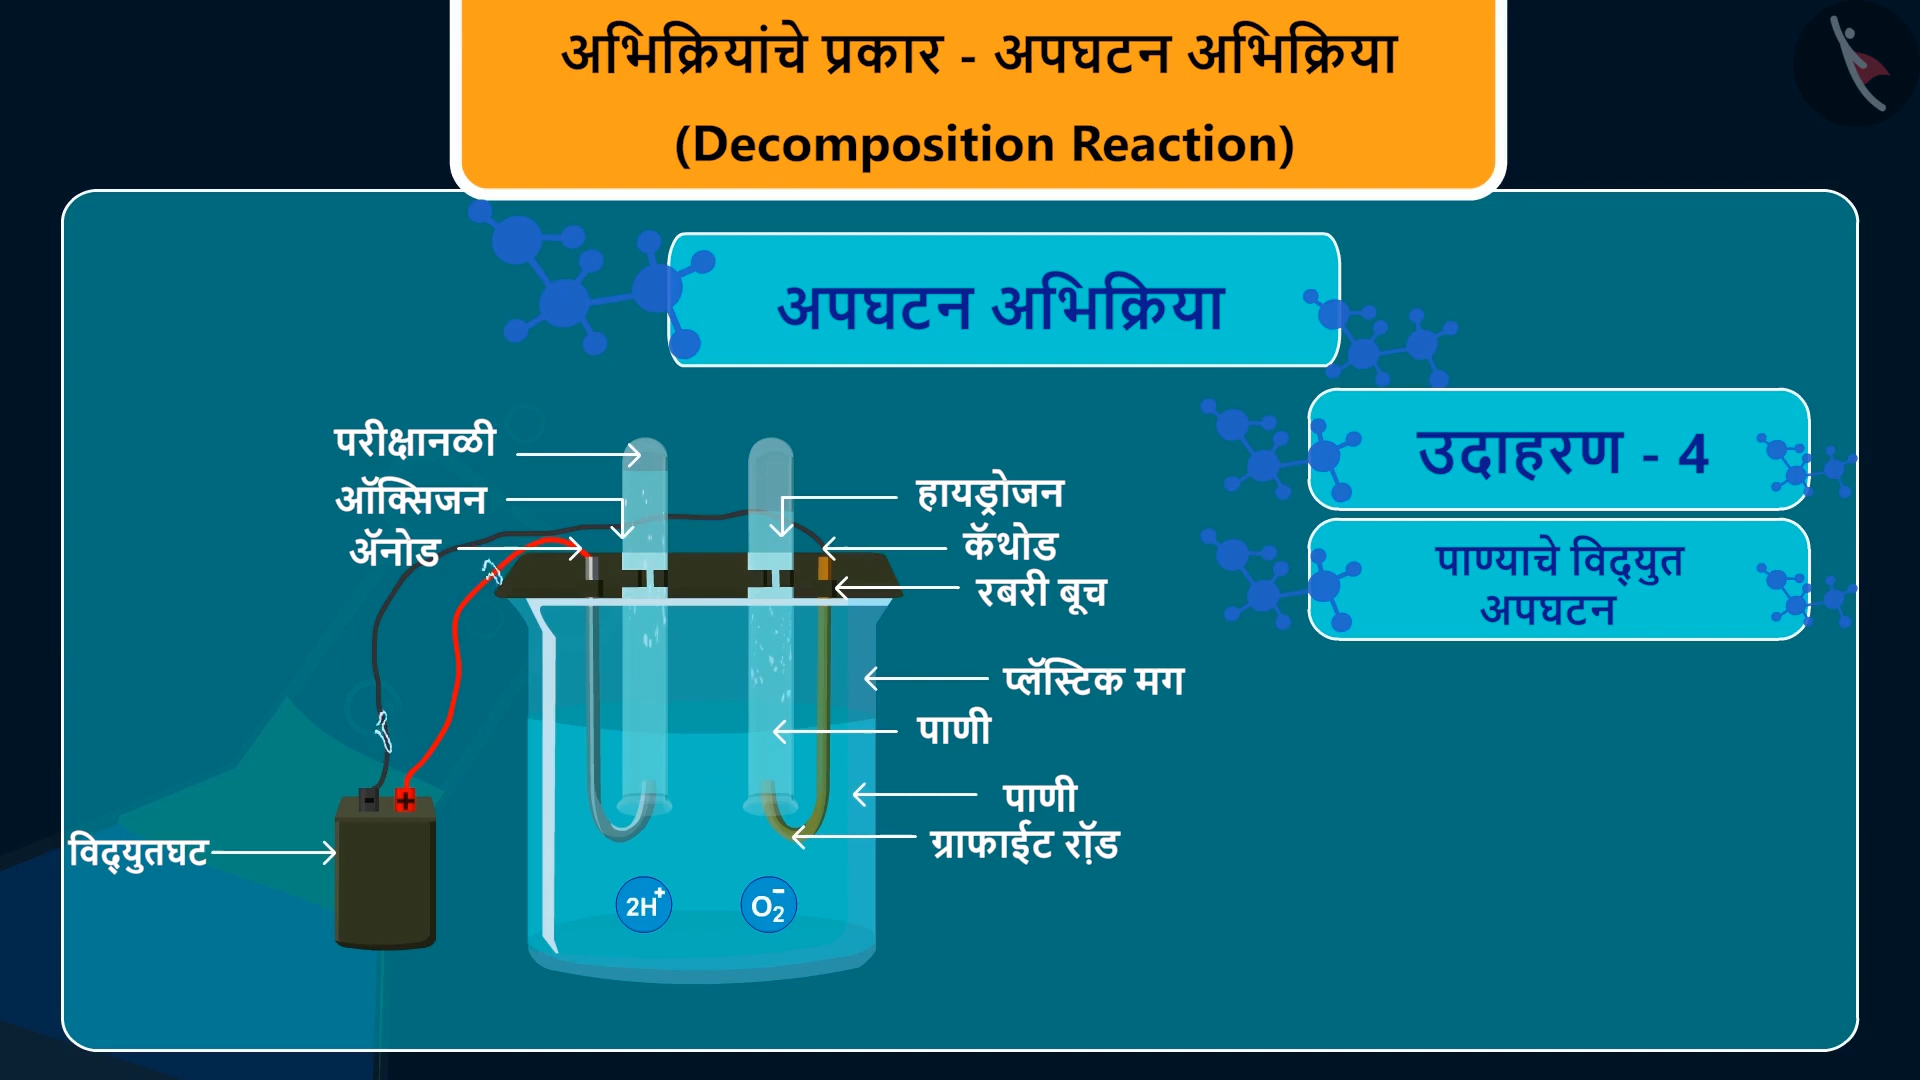 अभिक्रियांचे प्रकार - अपघटन अभिक्रिया
(Decomposition Reaction)
अपघटन अभिक्रिया
उदाहरण - 4
पाण्याचे विद्‌युत
अपघटन
परीक्षानळी
ऑक्सिजन
ॲनोड
हायड्रोजन
कॅथोड
रबरी बूच
प्लॅस्टिक मग
पाणी
पाणी
ग्राफाईट रॉ़ड
विद्‌युतघट
- +
2H+
O2-